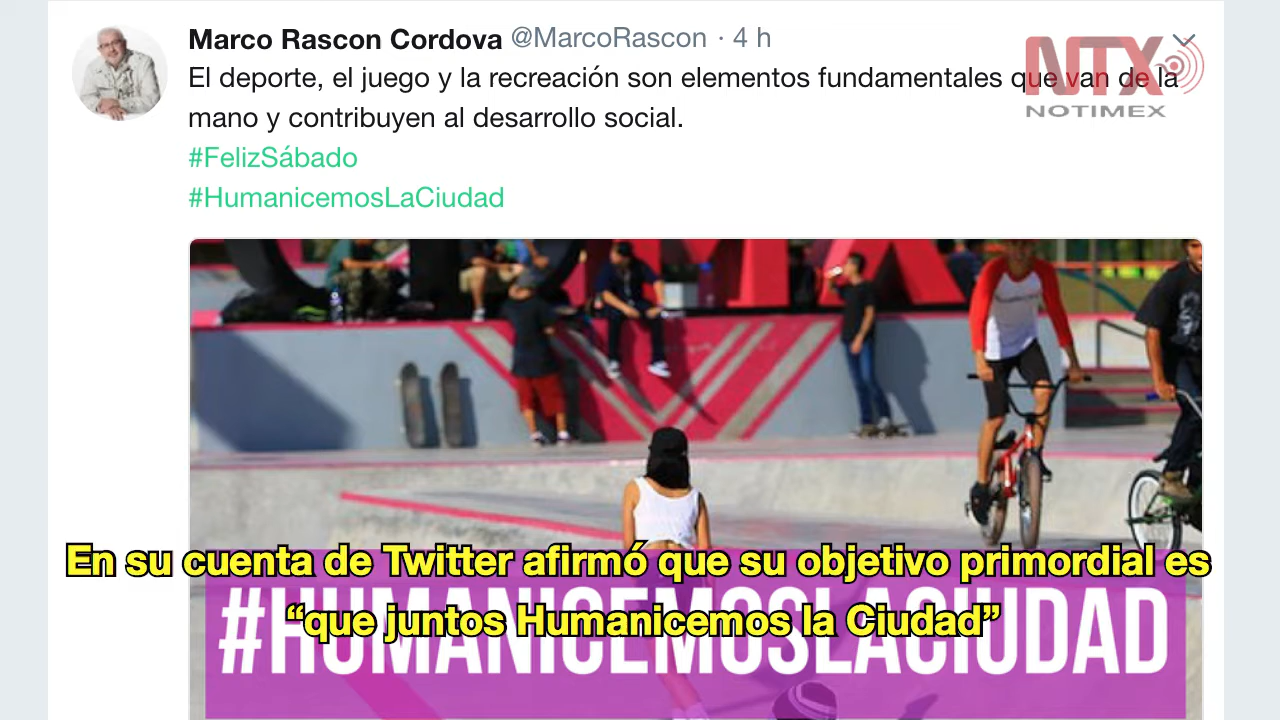 Marco Rascon Cordova @MarcoRascon · 4 h
El deporte, el juego y la recreación son elementos fundamentales que van de la
mano y contribuyen al desarrollo social.
#FelizSábado
#HumanicemosLaCiudad
NTX
NOTIMEX
En su cuenta de Twitter afirmó que su objetivo primordial es
“que juntos Humanicemos la Ciudad”
#HUMANICEMOSLACIUDAD